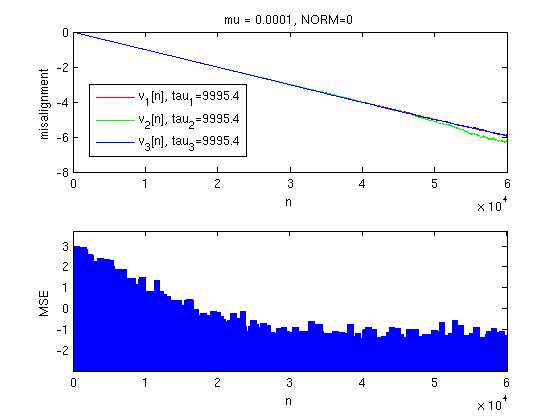 mu = 0.0001, NORM=0
0
-2
-4
-6
-8
misalignment
v1[n], tau1=9995.4
v2[n], tau2=9995.4
v3[n], tau3=9995.4
0 1 2 3 4 5 6
n
× 10^4
3
2
1
0
-1
-2
MSE
0 1 2 3 4 5 6
n
× 10^4